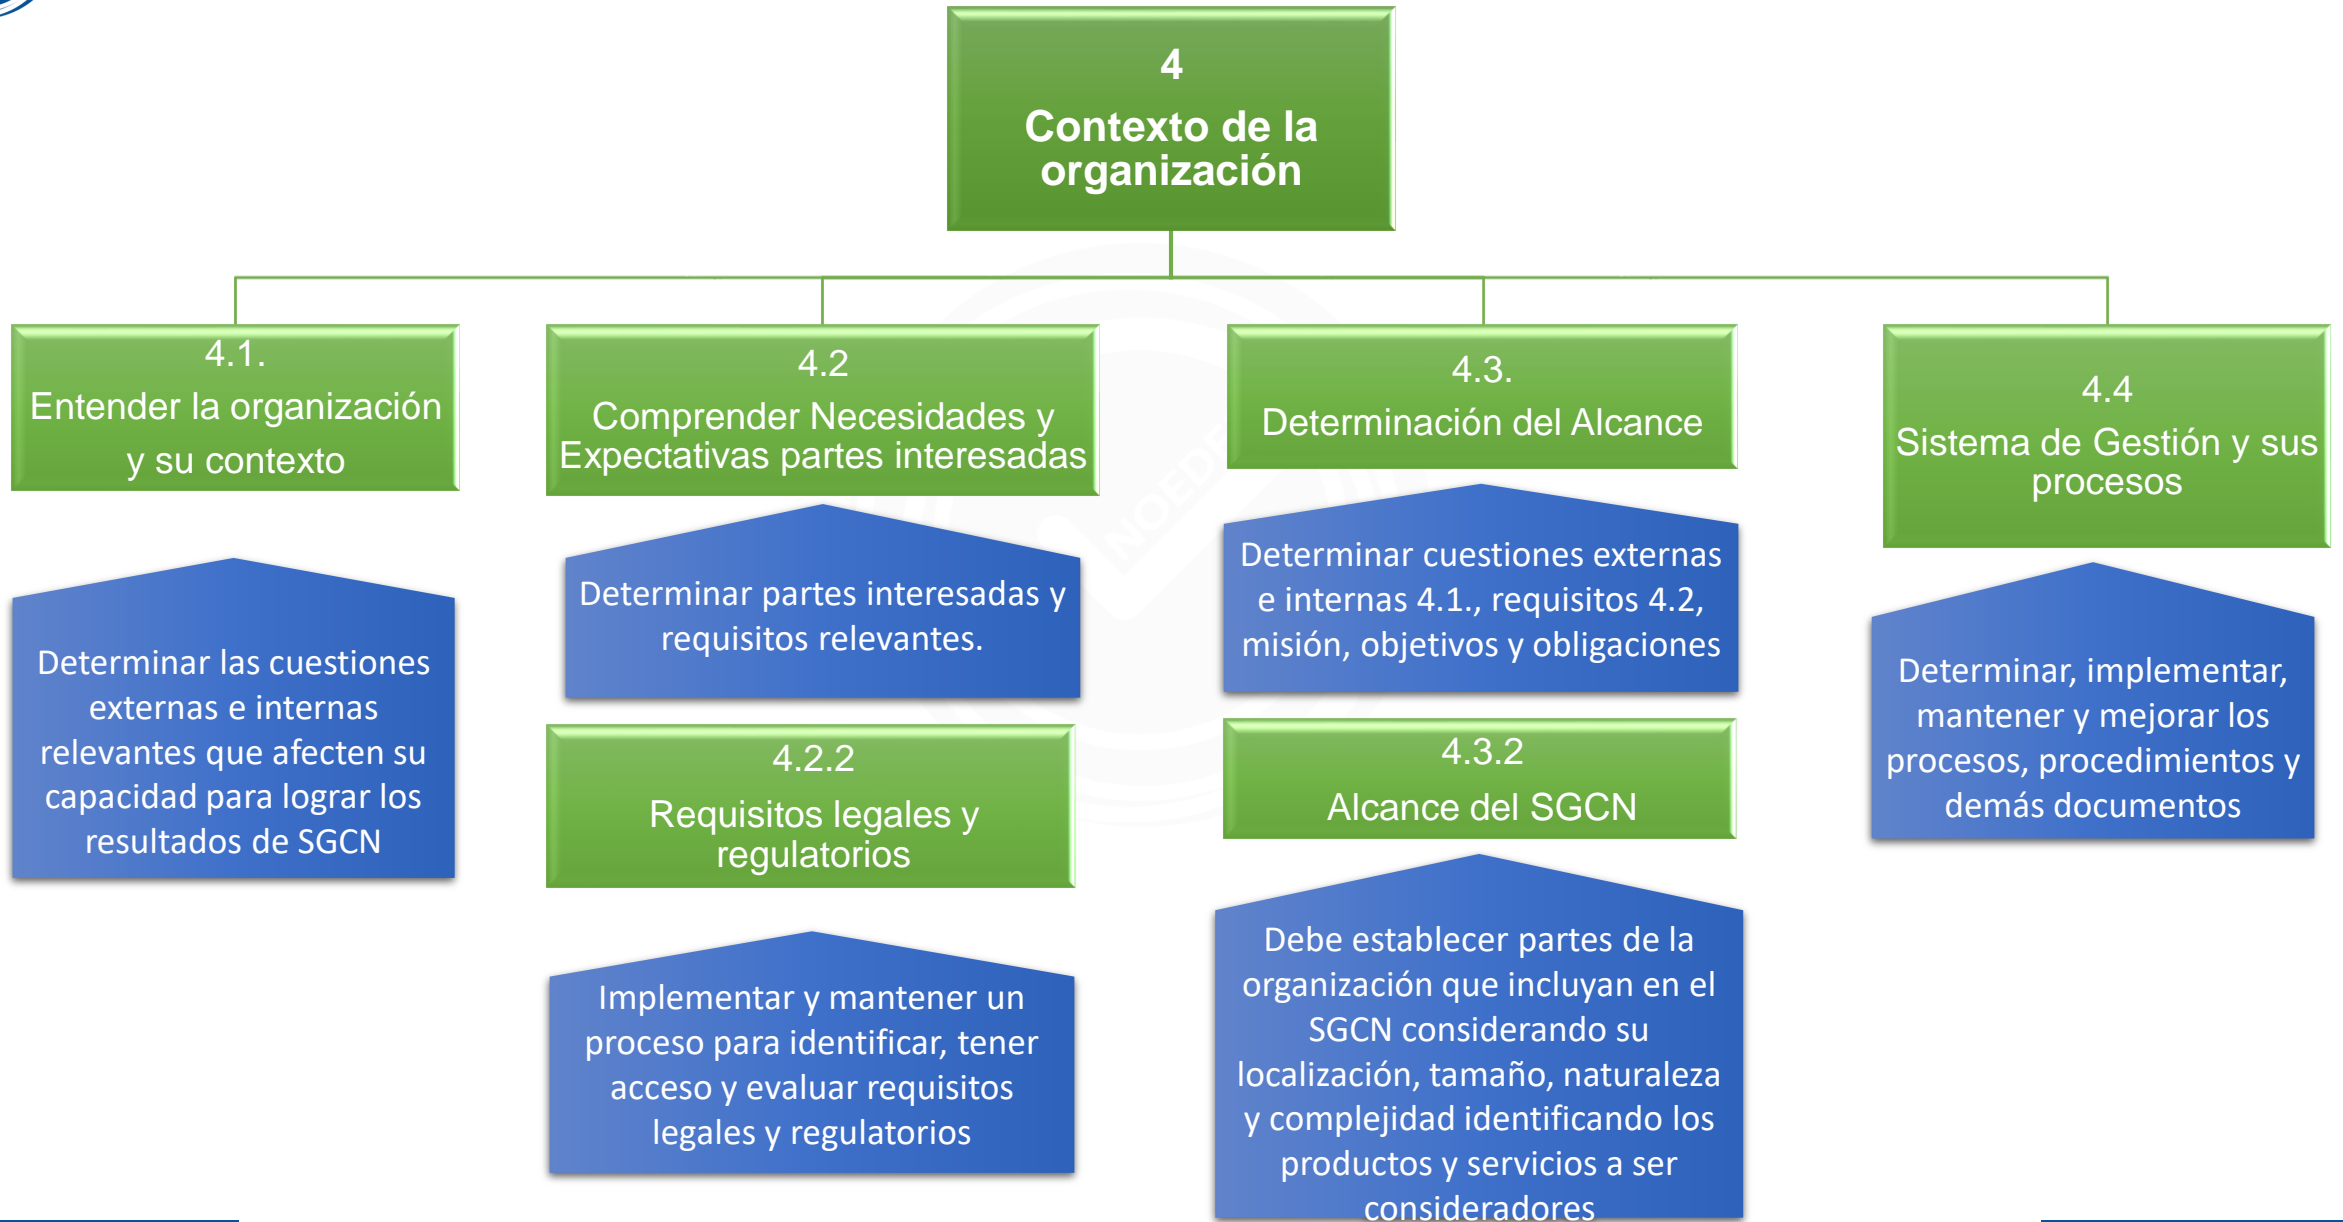 4
Contexto de la
organización
4.1.
Entender la organización
y su contexto
Determinar las cuestiones
externas e internas
relevantes que afecten su
capacidad para lograr los
resultados de SGCN
4.2
Comprender Necesidades y
Expectativas partes interesadas
Determinar partes interesadas y
requisitos relevantes.
4.2.2
Requisitos legales y
regulatorios
Implementar y mantener un
proceso para identificar, tener
acceso y evaluar requisitos
legales y regulatorios
4.3.
Determinación del Alcance
Determinar cuestiones externas
e internas 4.1., requisitos 4.2,
misión, objetivos y obligaciones
4.3.2
Alcance del SGCN
Debe establecer partes de la
organización que incluyan en el
SGCN considerando su
localización, tamaño, naturaleza
y complejidad identificando los
productos y servicios a ser
consideradores
4.4
Sistema de Gestión y sus
procesos
Determinar, implementar,
mantener y mejorar los
procesos, procedimientos y
demás documentos